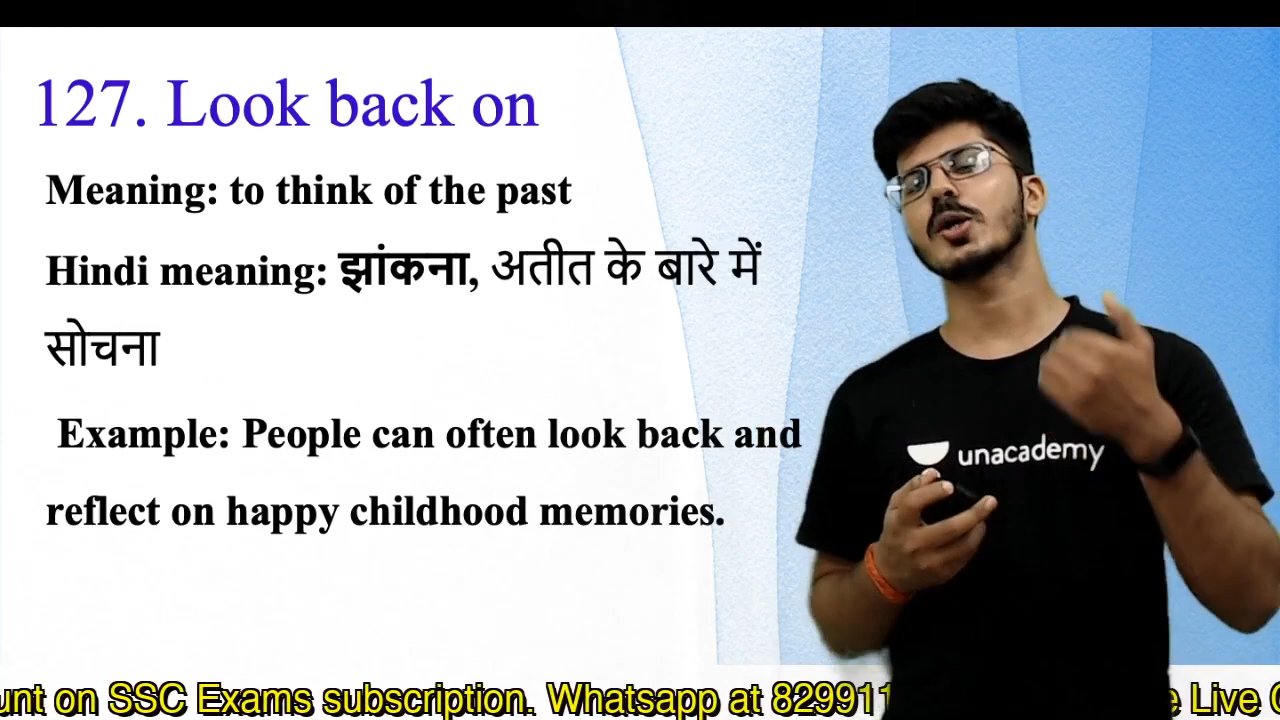 127. Look back on
Meaning: to think of the past
Hindi meaning: झांकना, अतीत के बारे में
सोचना
Example: People can often look back and
reflect on happy childhood memories.
unacademy
on SSC Exams subscription. Whatsapp at 829911 Live